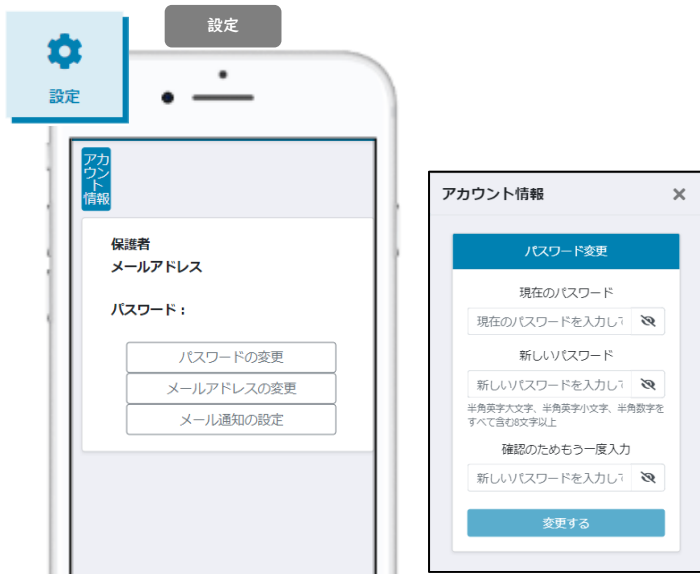 設定
設定
アカウント情報
保護者
メールアドレス
パスワード：
パスワードの変更
メールアドレスの変更
メール通知の設定
アカウント情報
パスワード変更
現在のパスワード
現在のパスワードを入力して
新しいパスワード
新しいパスワードを入力して
半角英字大文字、半角英字小文字、半角数字を
すべて含む8文字以上
確認のためもう一度入力
新しいパスワードを入力して
変更する